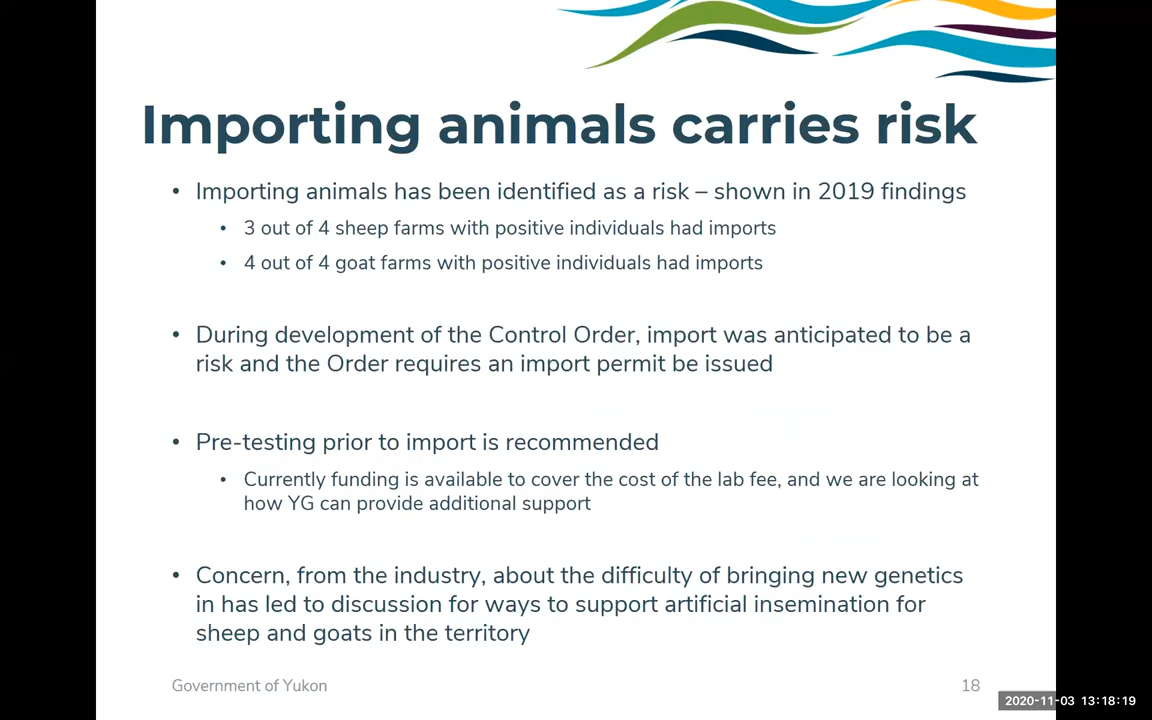 Importing animals carries risk
• Importing animals has been identified as a risk – shown in 2019 findings
• 3 out of 4 sheep farms with positive individuals had imports
• 4 out of 4 goat farms with positive individuals had imports
• During development of the Control Order, import was anticipated to be a
risk and the Order requires an import permit be issued
• Pre-testing prior to import is recommended
• Currently funding is available to cover the cost of the lab fee, and we are looking at
how YG can provide additional support
• Concern, from the industry, about the difficulty of bringing new genetics
in has led to discussion for ways to support artificial insemination for
sheep and goats in the territory
Government of Yukon
18
2020-11-03 13:18:19